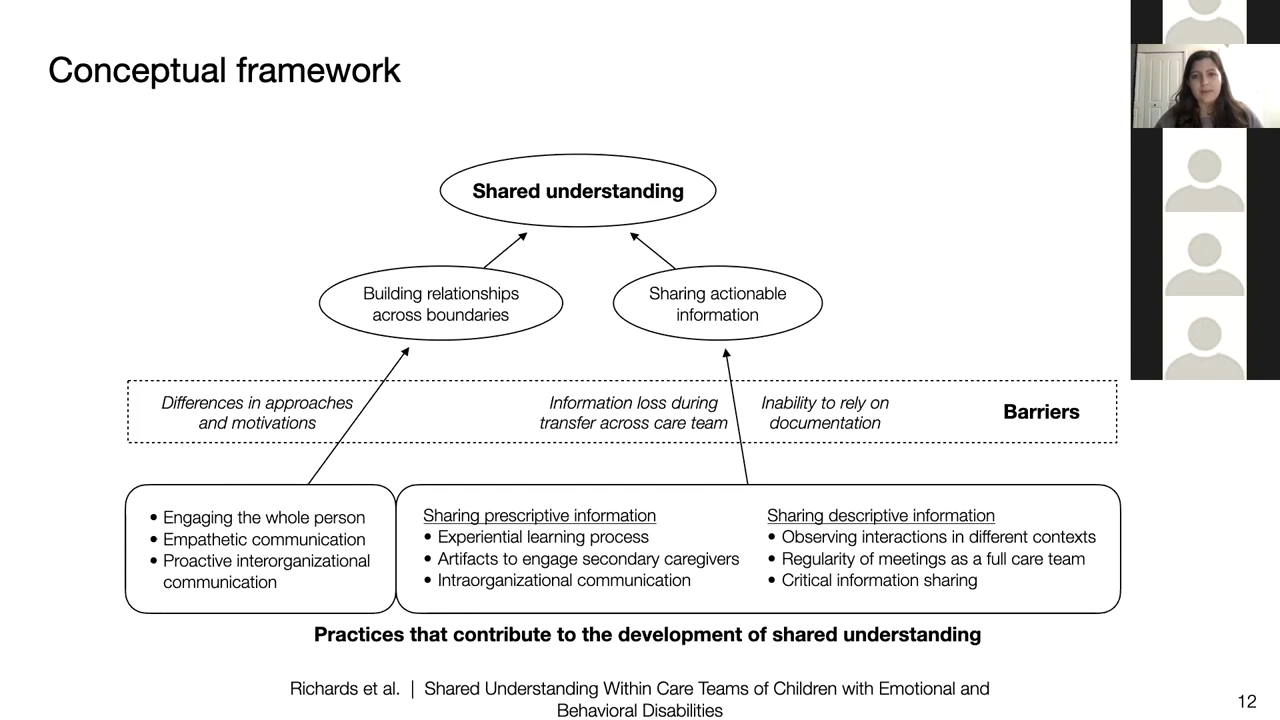 Conceptual framework
Shared understanding
Building relationships
across boundaries
Sharing actionable
information
Differences in approaches
and motivations
Information loss during
transfer across care team
Inability to rely on
documentation
Barriers
• Engaging the whole person
• Empathetic communication
• Proactive interorganizational
communication
Sharing prescriptive information
• Experiential learning process
• Artifacts to engage secondary caregivers
• Intraorganizational communication
Sharing descriptive information
• Observing interactions in different contexts
• Regularity of meetings as a full care team
• Critical information sharing
Practices that contribute to the development of shared understanding
Richards et al. | Shared Understanding Within Care Teams of Children with Emotional and
Behavioral Disabilities
12